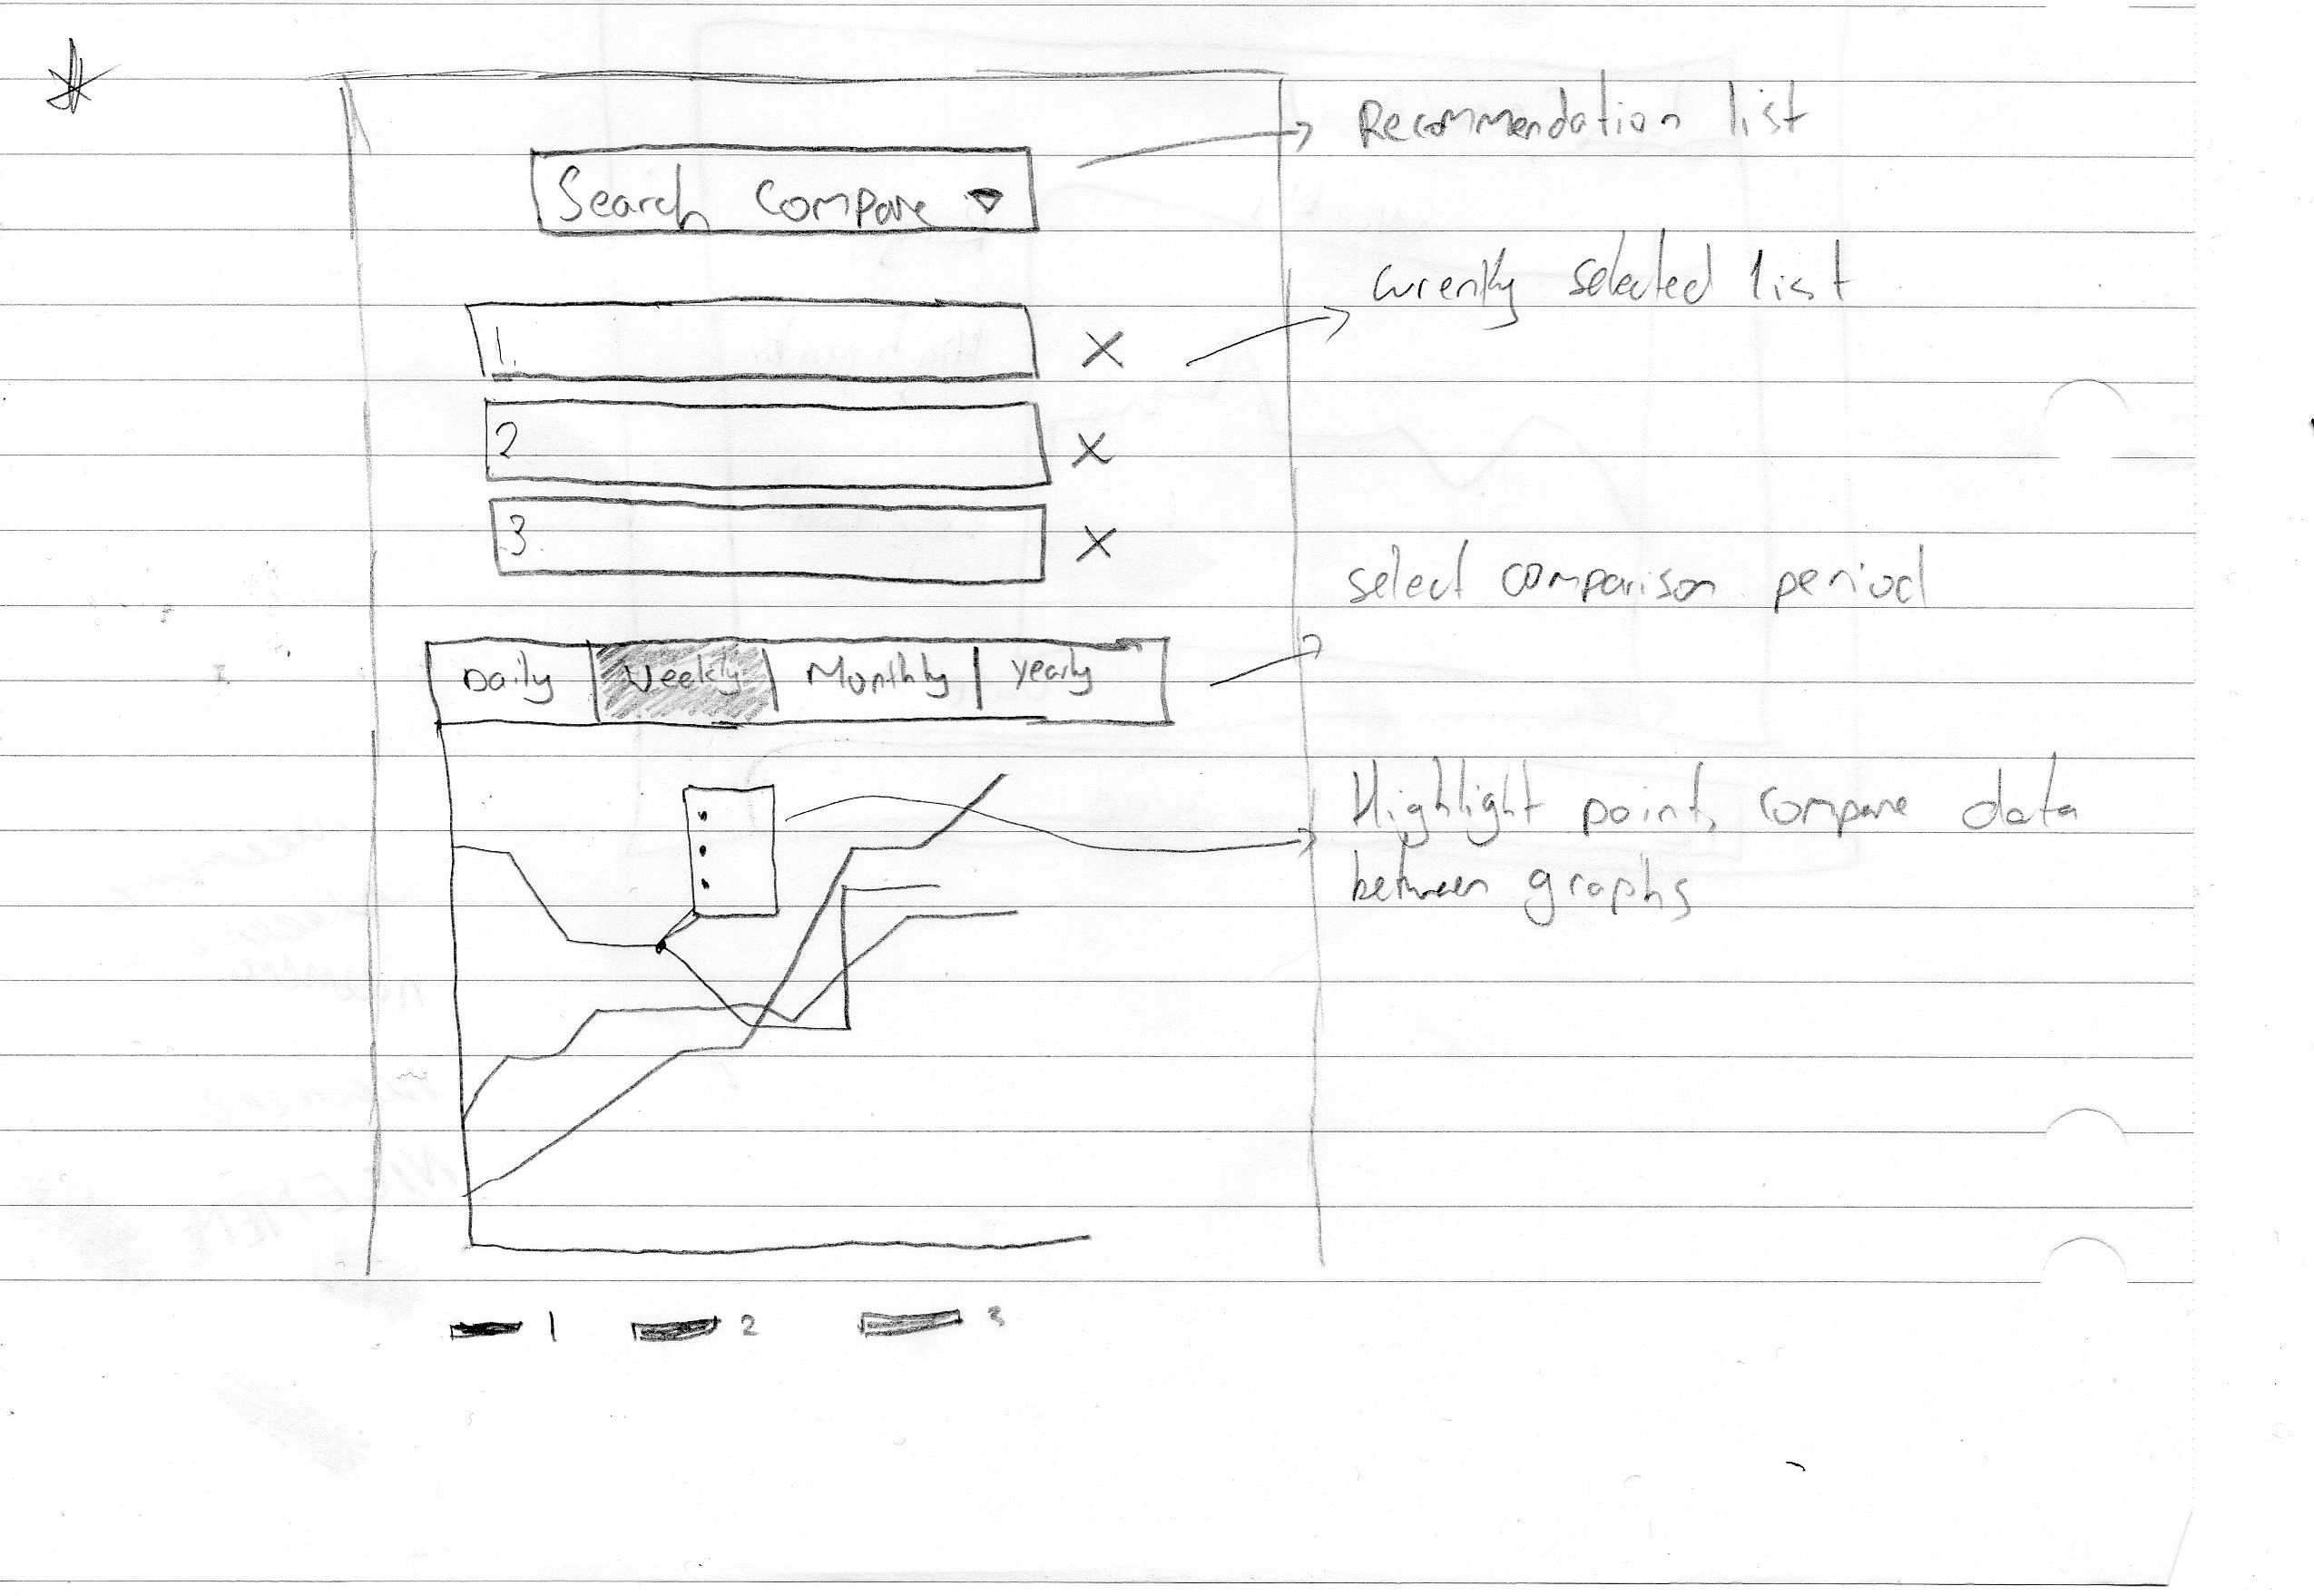 Recommendation list
Search Compare
Currently selected list
1.
2
3
select comparison period
Daily Weekly Monthly Yearly
Highlight point, compare data
between graphs
1 2 3